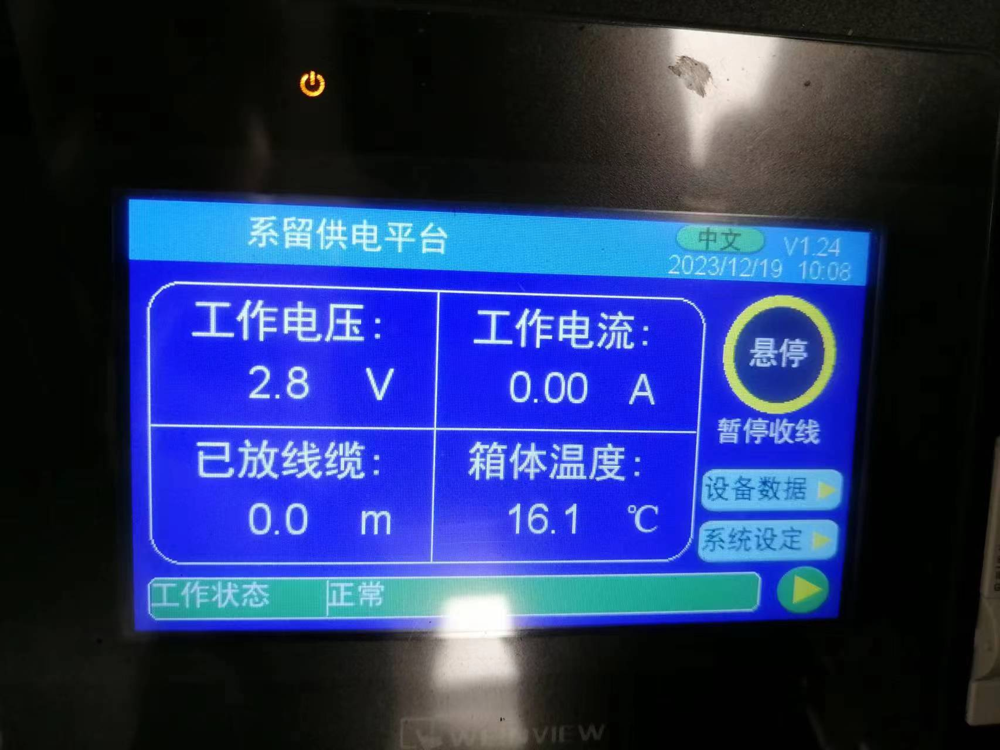 系留供电平台
中文 V1.24
2023/12/19 10:08
工作电压: 工作电流:
2.8 V 0.00 A
悬停
暂停收线
已放线缆: 箱体温度:
0.0 m 16.1 ℃
设备数据
系统设定
工作状态 正常
WEINVIEW